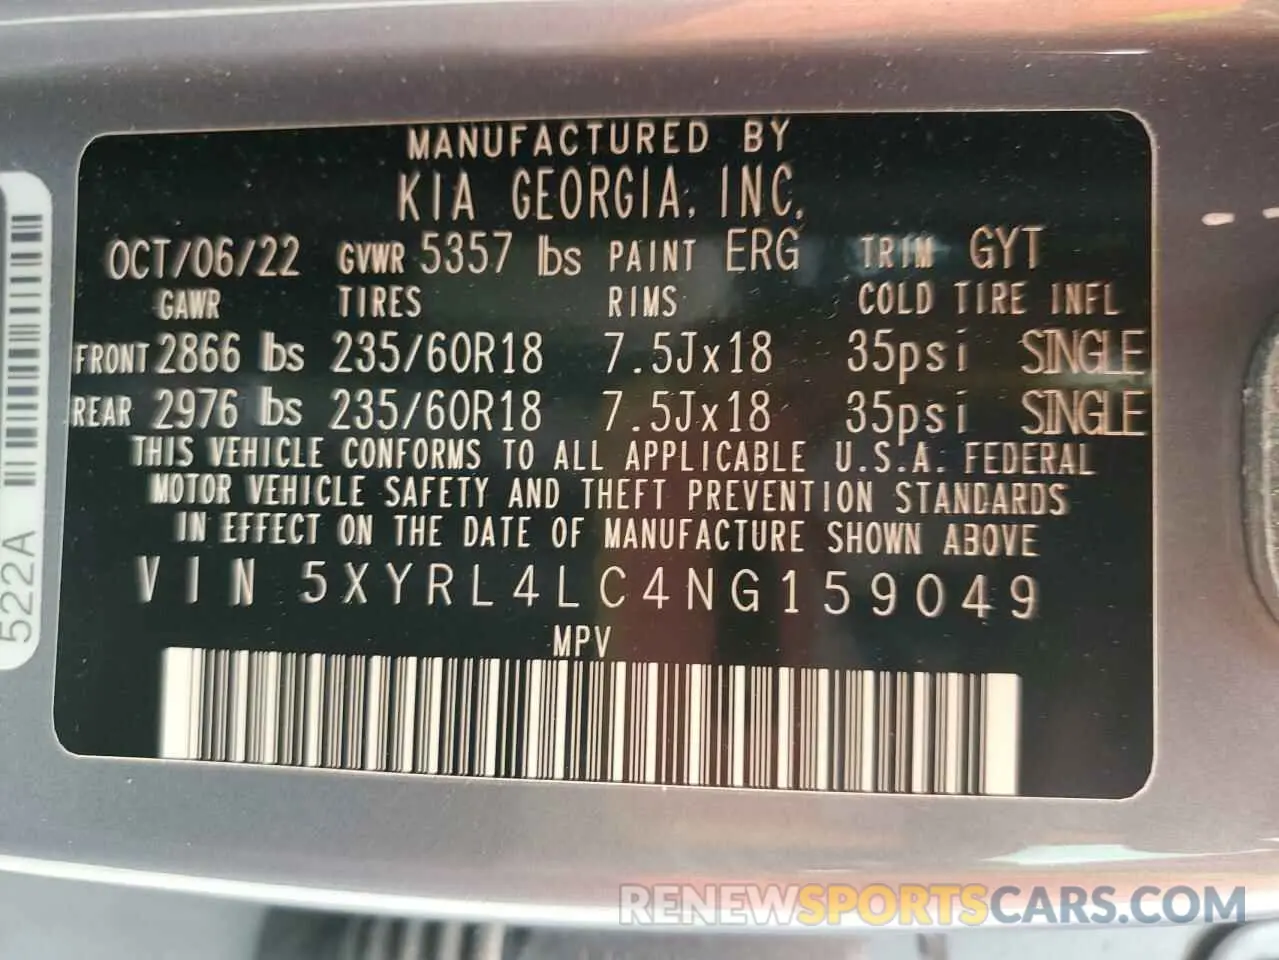 MANUFACTURED BY
KIA GEORGIA, INC.
OCT/06/22 GVWR 5357 lbs PAINT ERG TRIM GYT
GAWR TIRES RIMS COLD TIRE INFL
FRONT 2866 lbs 235/60R18 7.5Jx18 35psi SINGLE
REAR 2976 lbs 235/60R18 7.5Jx18 35psi SINGLE
THIS VEHICLE CONFORMS TO ALL APPLICABLE U.S.A. FEDERAL
MOTOR VEHICLE SAFETY AND THEFT PREVENTION STANDARDS
IN EFFECT ON THE DATE OF MANUFACTURE SHOWN ABOVE
VIN 5XYRL4LC4NG159049
MPV
522A
RENEWSPORTSCARS.COM